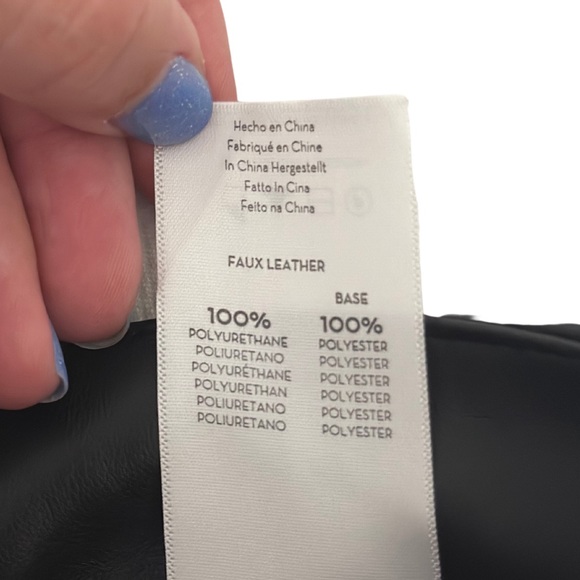 Hecho en China
Fabriqué en Chine
In China Hergestellt
Fatto In Cina
Feito na China
FAUX LEATHER
BASE
100% 100%
POLYURETHANE POLYESTER
POLIURETANO POLYESTER
POLYURÉTHANE POLYESTER
POLYURETHAN POLYESTER
POLIURETANO POLYESTER
POLIURETANO POLYESTER